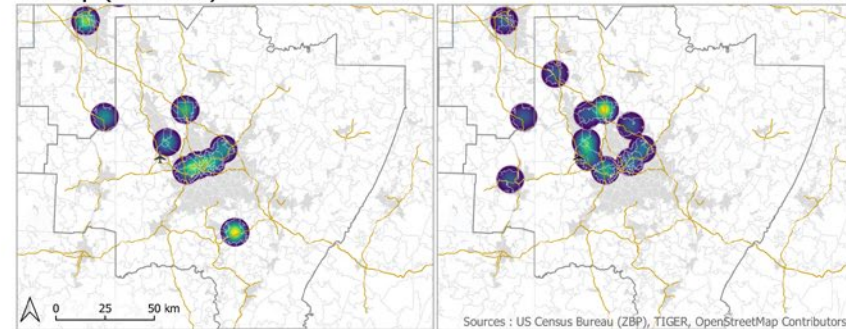 0 25 50 km
Sources : US Census Bureau (ZBP), TIGER, OpenStreetMap Contributors